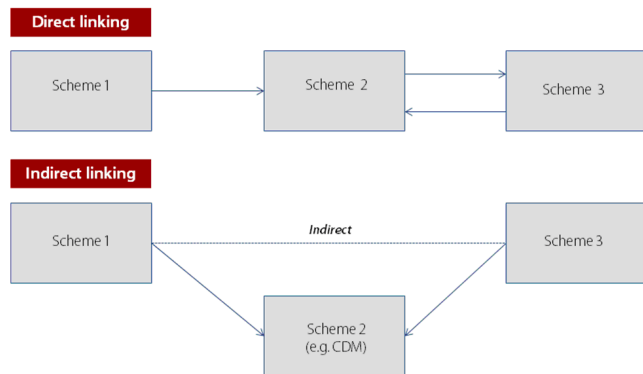 Direct linking
Scheme 1
Scheme 2
Scheme 3
Indirect linking
Scheme 1
Indirect
Scheme 3
Scheme 2
(e.g. CDM)